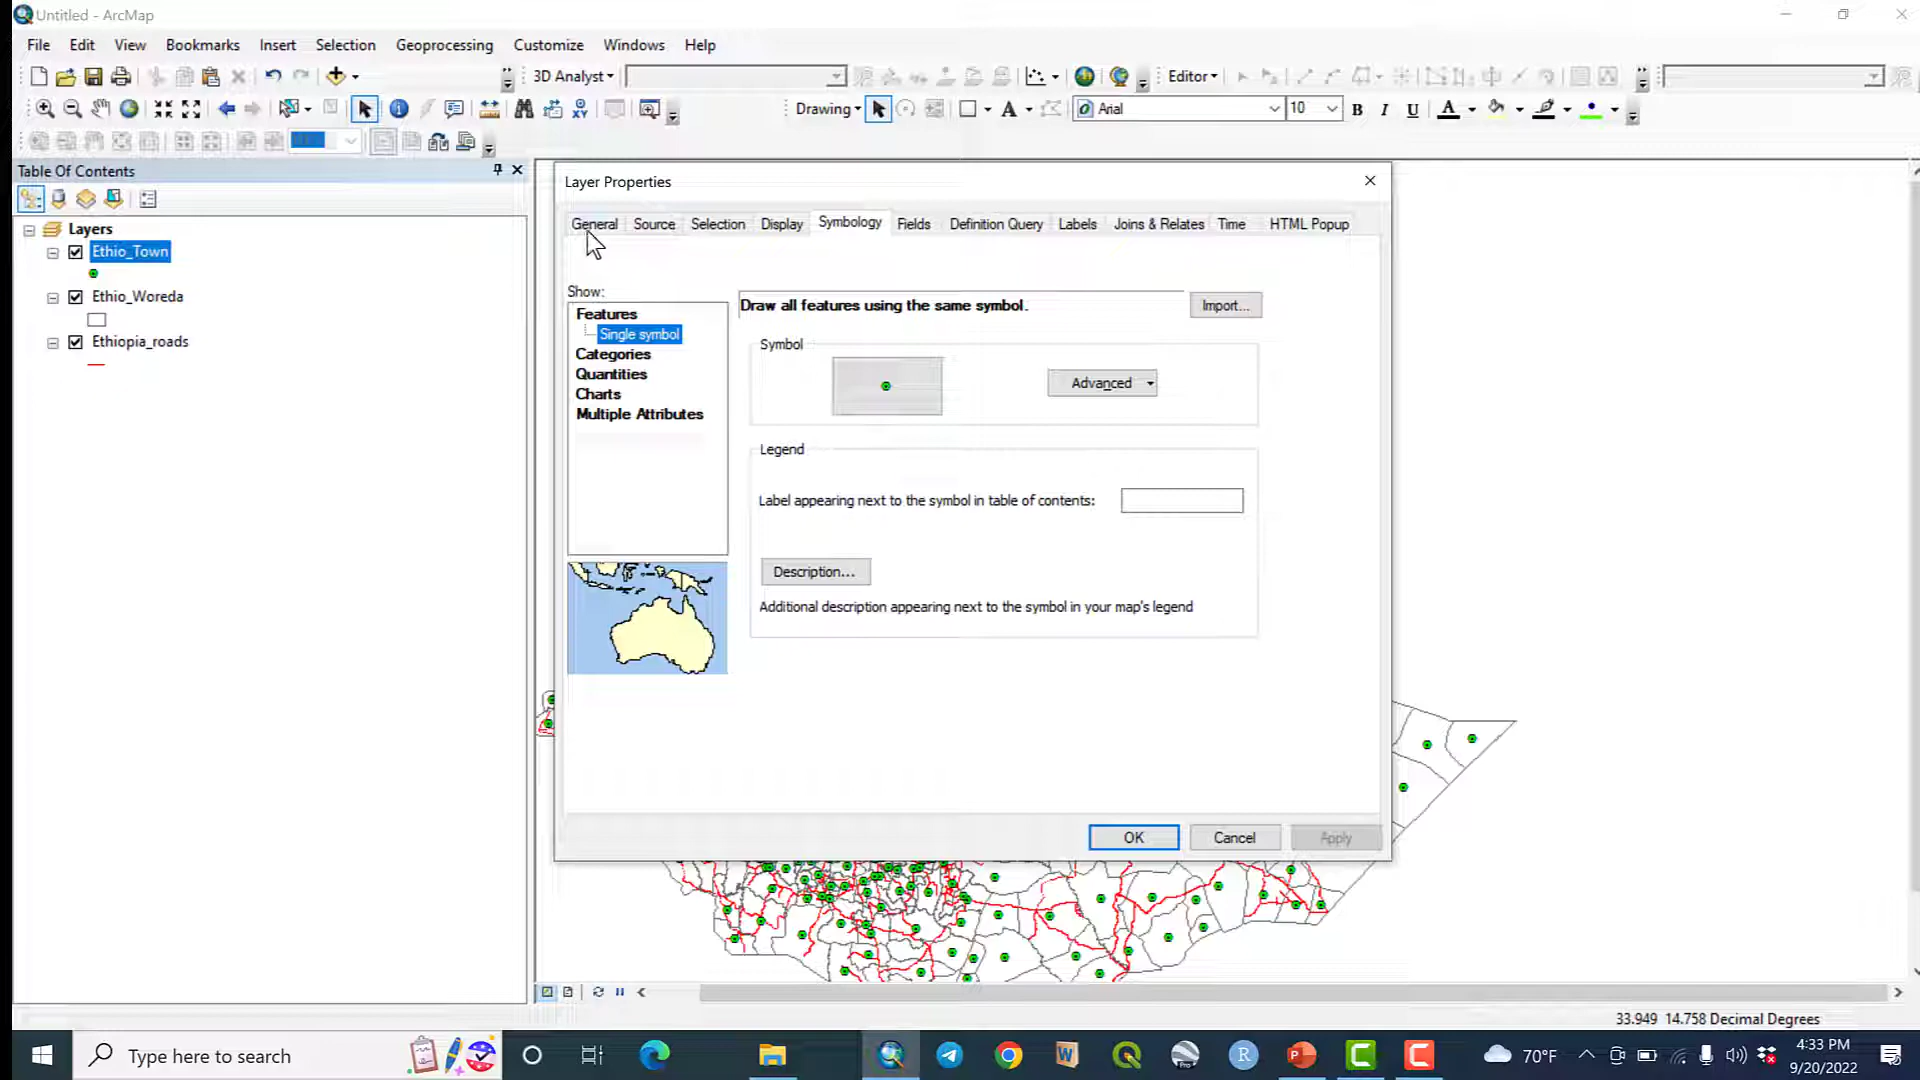 Untitled - ArcMap
File Edit View Bookmarks Insert Selection Geoprocessing Customize Windows Help
3D Analyst Editor
Drawing A Arial 10 B I U A
Table Of Contents
Layers
Ethio_Town
Ethio_Woreda
Ethiopia_roads
Layer Properties
General Source Selection Display Symbology Fields Definition Query Labels Joins & Relates Time HTML Popup
Show:
Features
Single symbol
Categories
Quantities
Charts
Multiple Attributes
Draw all features using the same symbol.
Import...
Symbol
Advanced
Legend
Label appearing next to the symbol in table of contents:
Description...
Additional description appearing next to the symbol in your map's legend
OK Cancel Apply
33.949 14.758 Decimal Degrees
Type here to search
70°F
4:33 PM
9/20/2022